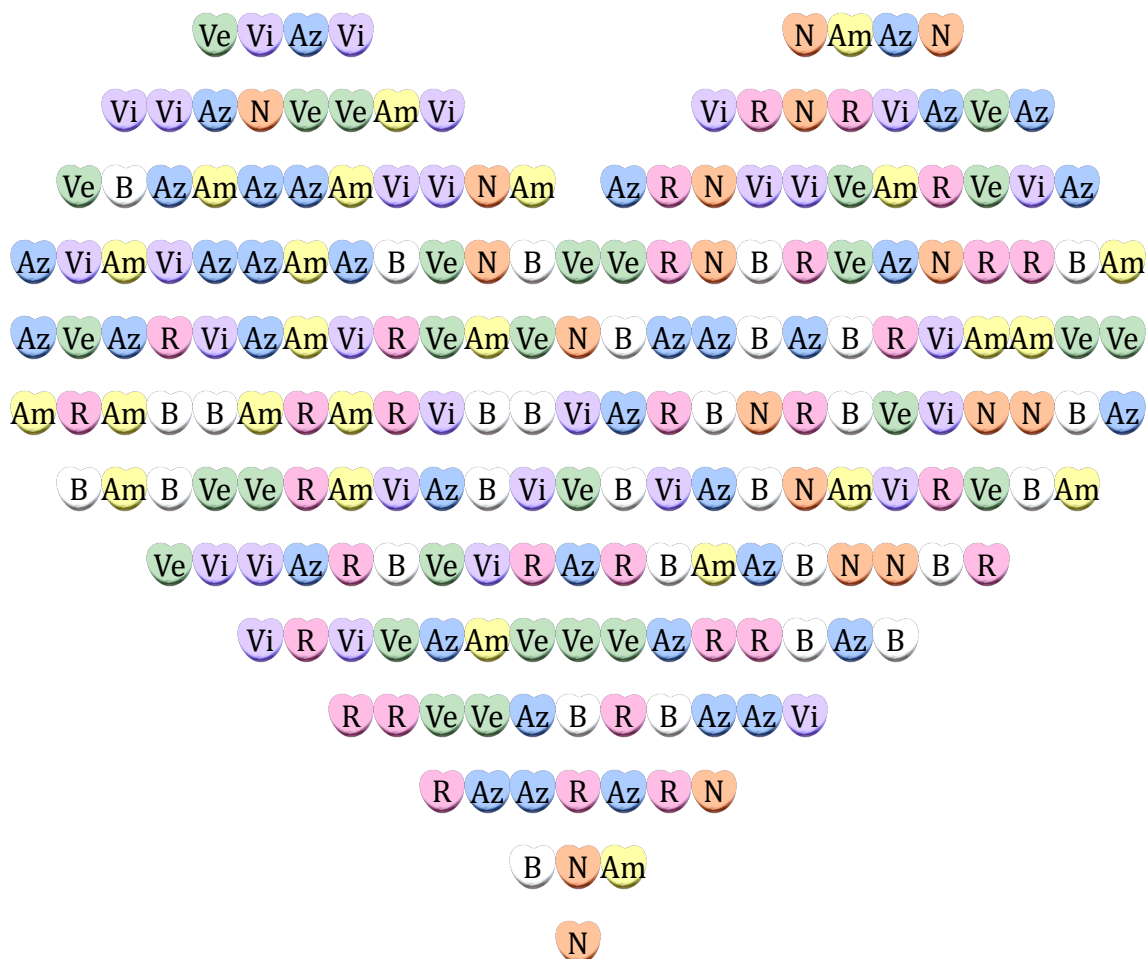 Ve Vi Az Vi N Am Az N
Vi Vi Az N Ve Ve Am Vi Vi R N R Vi Az Ve Az
Ve B Az Am Az Az Am Vi Vi N Am Az R N Vi Vi Ve Am R Ve Vi Az
Az Vi Am Vi Az Az Am Az B Ve N B Ve Ve R N B R Ve Az N R R B Am
Az Ve Az R Vi Az Am Vi R Ve Am Ve N B Az Az B Az B R Vi Am Am Ve Ve
Am R Am B B Am R Am R Vi B B Vi Az R B N R B Ve Vi N N B Az
B Am B Ve Ve R Am Vi Az B Vi Ve B Vi Az B N Am Vi R Ve B Am
Ve Vi Vi Az R B Ve Vi R Az R B Am Az B N N B R
Vi R Vi Ve Az Am Ve Ve Ve Az R R B Az B
R R Ve Ve Az B R B Az Az Vi
R Az Az R Az R N
B N Am
N